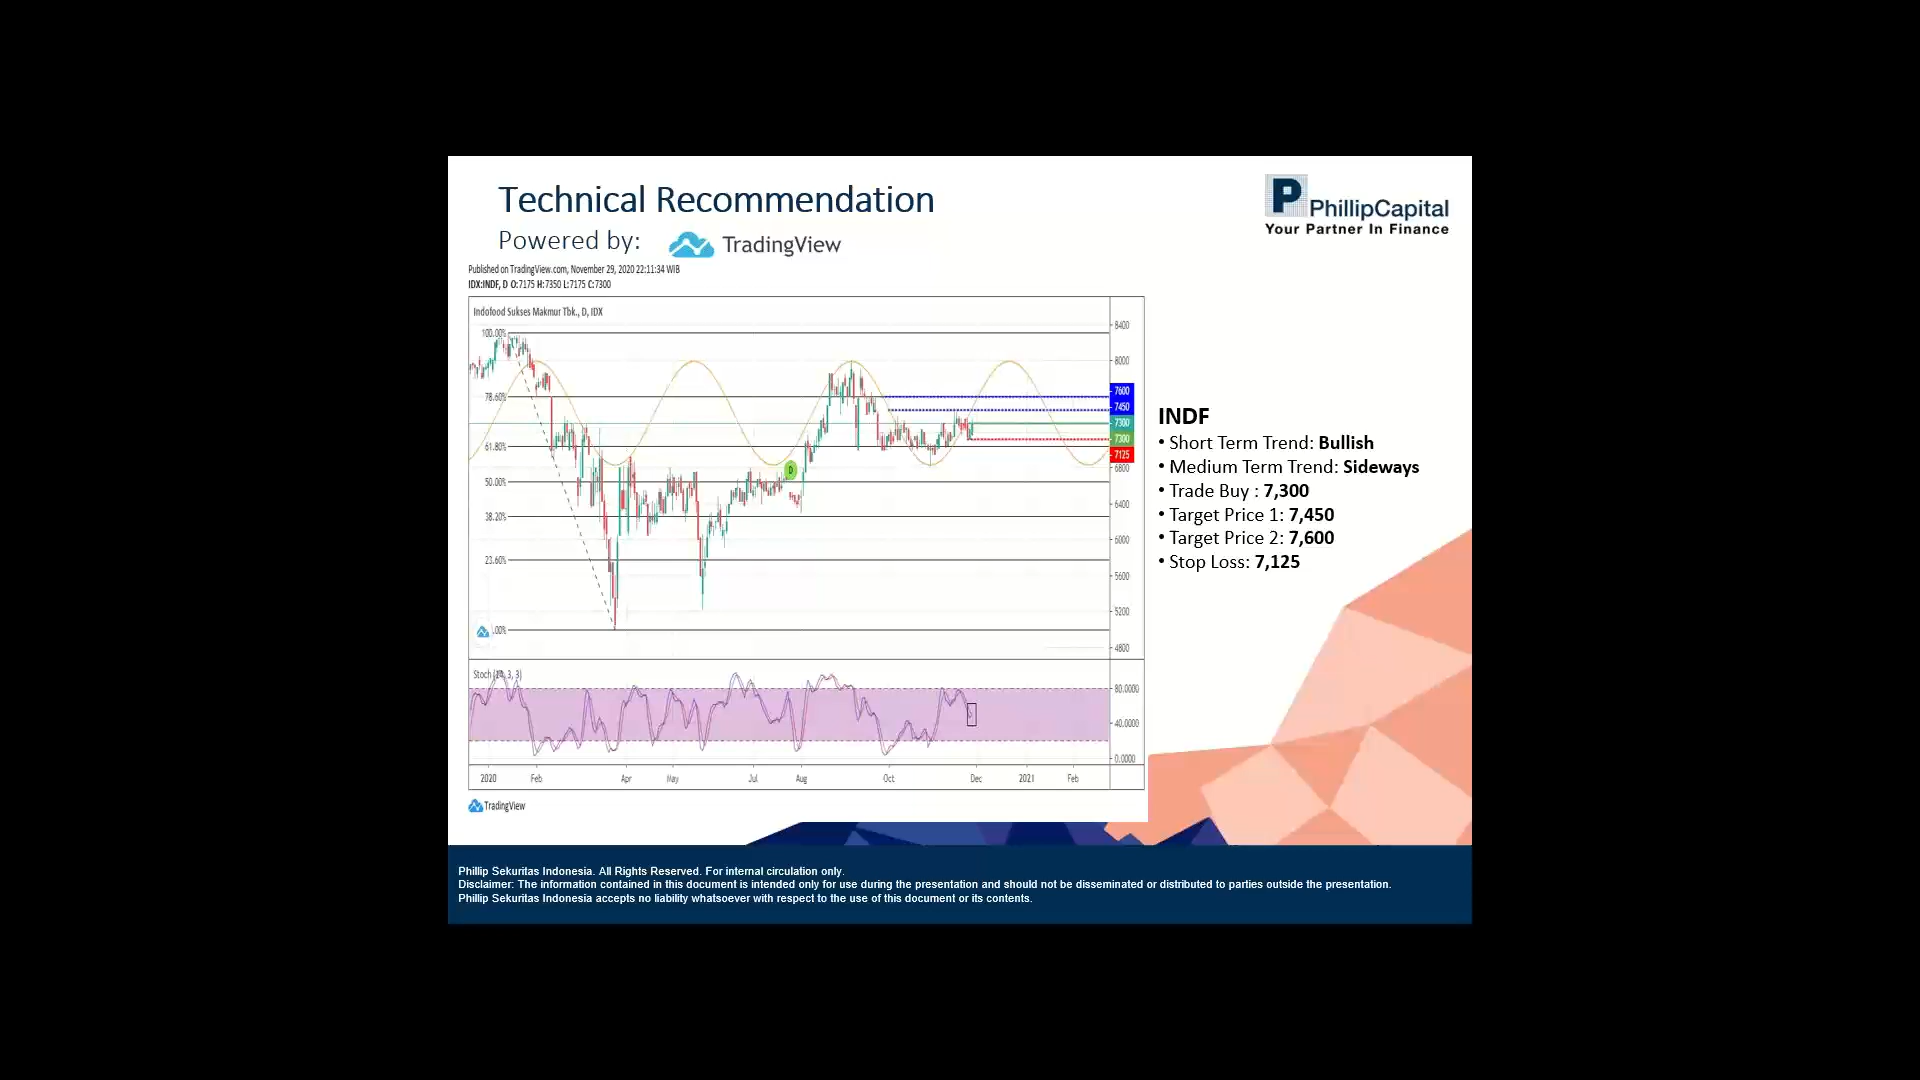 Technical Recommendation
Powered by:
TradingView
P
PhillipCapital
Your Partner In Finance
Published on TradingView.com, November 29, 2020 22:11:34 WIB
IDX:INDF, D O:7175 H:7350 L:7175 C:7300
Indofood Sukses Makmur Tbk., D, IDX
100.00%
78.60%
61.80%
50.00%
38.20%
23.60%
.00%
D
8400
8000
7600
7450
7300
7300
7125
6800
6400
6000
5600
5200
4800
INDF
• Short Term Trend: Bullish
• Medium Term Trend: Sideways
• Trade Buy : 7,300
• Target Price 1: 7,450
• Target Price 2: 7,600
• Stop Loss: 7,125
Stoch (14, 3, 3)
80.0000
40.0000
0.0000
2020 Feb Apr May Jul Aug Oct Dec 2021 Feb
TradingView
Phillip Sekuritas Indonesia. All Rights Reserved. For internal circulation only.
Disclaimer: The information contained in this document is intended only for use during the presentation and should not be disseminated or distributed to parties outside the presentation.
Phillip Sekuritas Indonesia accepts no liability whatsoever with respect to the use of this document or its contents.